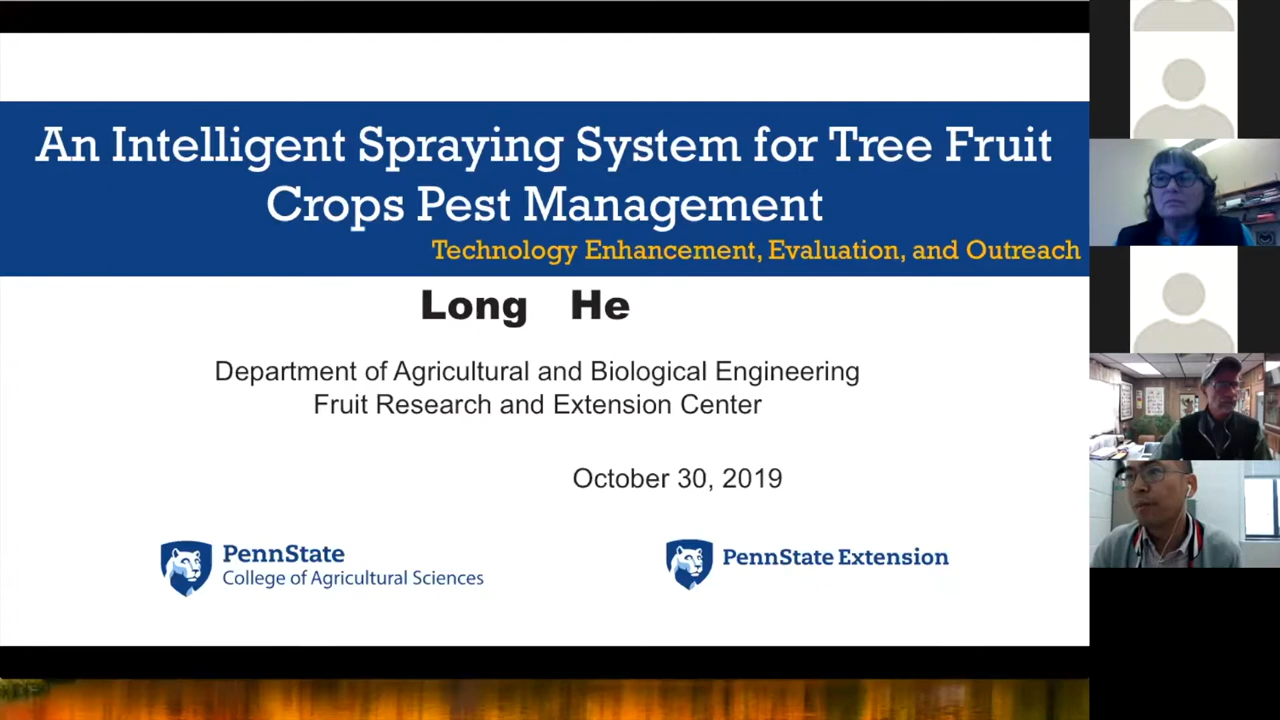 An Intelligent Spraying System for Tree Fruit
Crops Pest Management
Technology Enhancement, Evaluation, and Outreach
Long He
Department of Agricultural and Biological Engineering
Fruit Research and Extension Center
October 30, 2019
PennState
College of Agricultural Sciences
PennState Extension